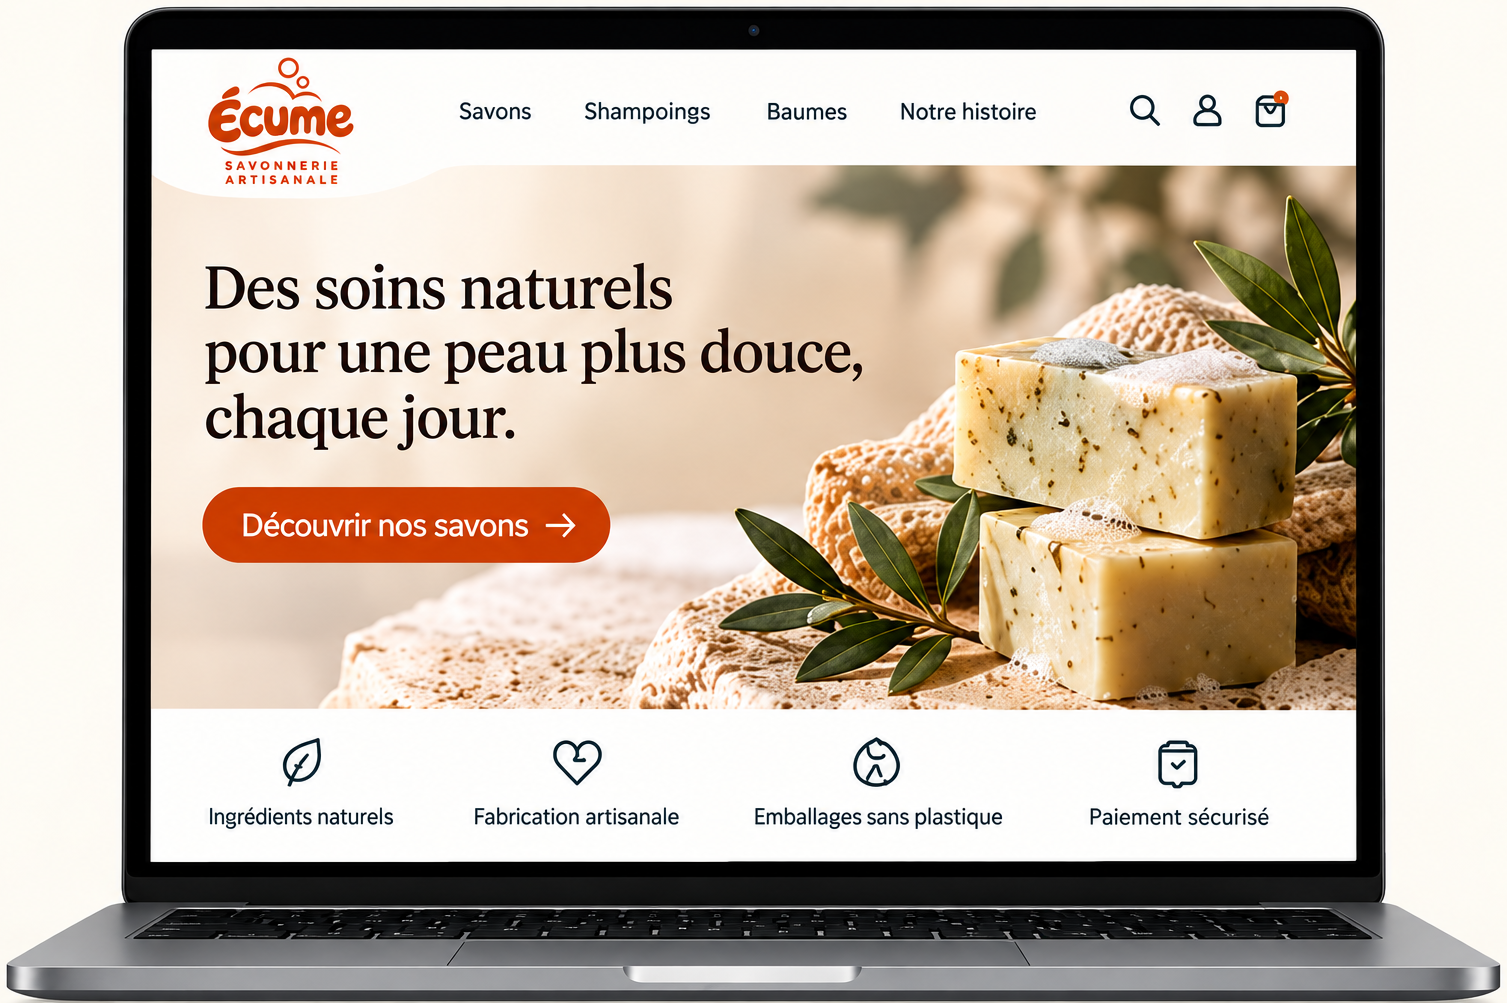 Écume
SAVONNERIE
ARTISANALE
Savons
Shampoings
Baumes
Notre histoire
Des soins naturels
pour une peau plus douce,
chaque jour.
Découvrir nos savons
Ingrédients naturels
Fabrication artisanale
Emballages sans plastique
Paiement sécurisé